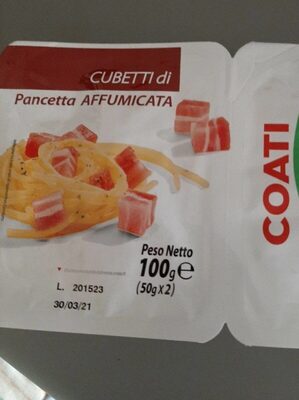 CUBETTI di
Pancetta AFFUMICATA
COATI
Peso Netto
100g e
(50g x 2)
L. 201523
30/03/21